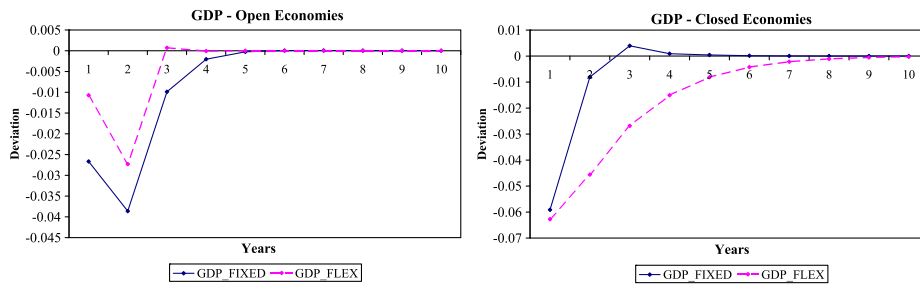 GDP - Open Economies
0.005
0
-0.005
-0.01
-0.015
-0.02
-0.025
-0.03
-0.035
-0.04
-0.045
Deviation
1 2 3 4 5 6 7 8 9 10
Years
GDP_FIXED GDP_FLEX
GDP - Closed Economies
0.01
0
-0.01
-0.02
-0.03
-0.04
-0.05
-0.06
-0.07
Deviation
1 2 3 4 5 6 7 8 9 10
Years
GDP_FIXED GDP_FLEX